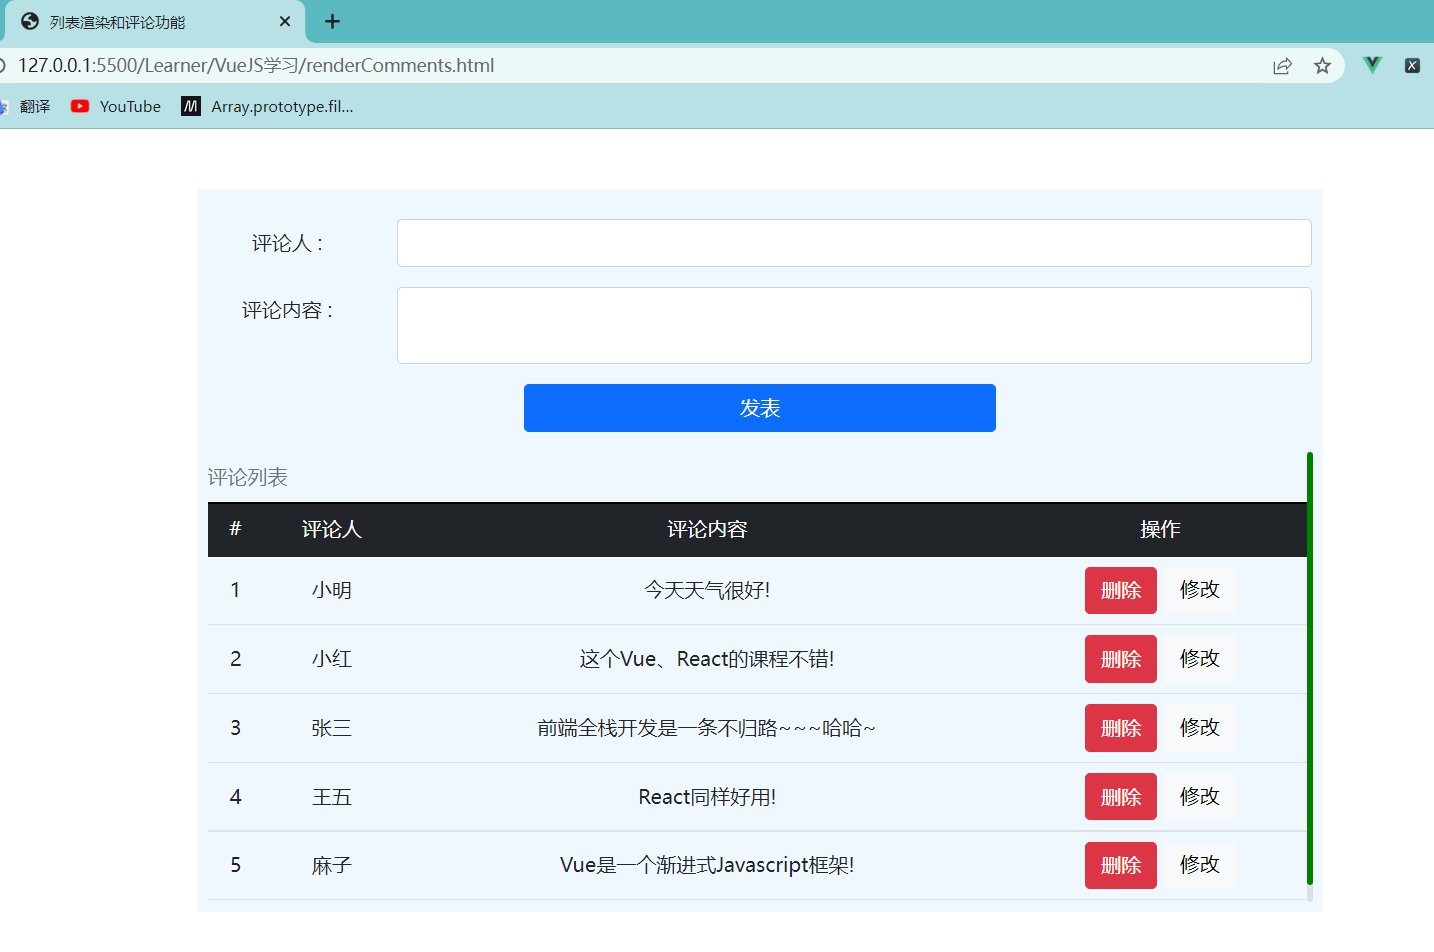 列表渲染和评论功能
127.0.0.1:5500/Learner/VueJS学习/renderComments.html
翻译 YouTube Array.prototype.fil...
评论人：
评论内容：
发表
评论列表
# 评论人 评论内容 操作
1 小明 今天天气很好! 删除 修改
2 小红 这个Vue、React的课程不错! 删除 修改
3 张三 前端全栈开发是一条不归路~~~哈哈~ 删除 修改
4 王五 React同样好用! 删除 修改
5 麻子 Vue是一个渐进式Javascript框架! 删除 修改